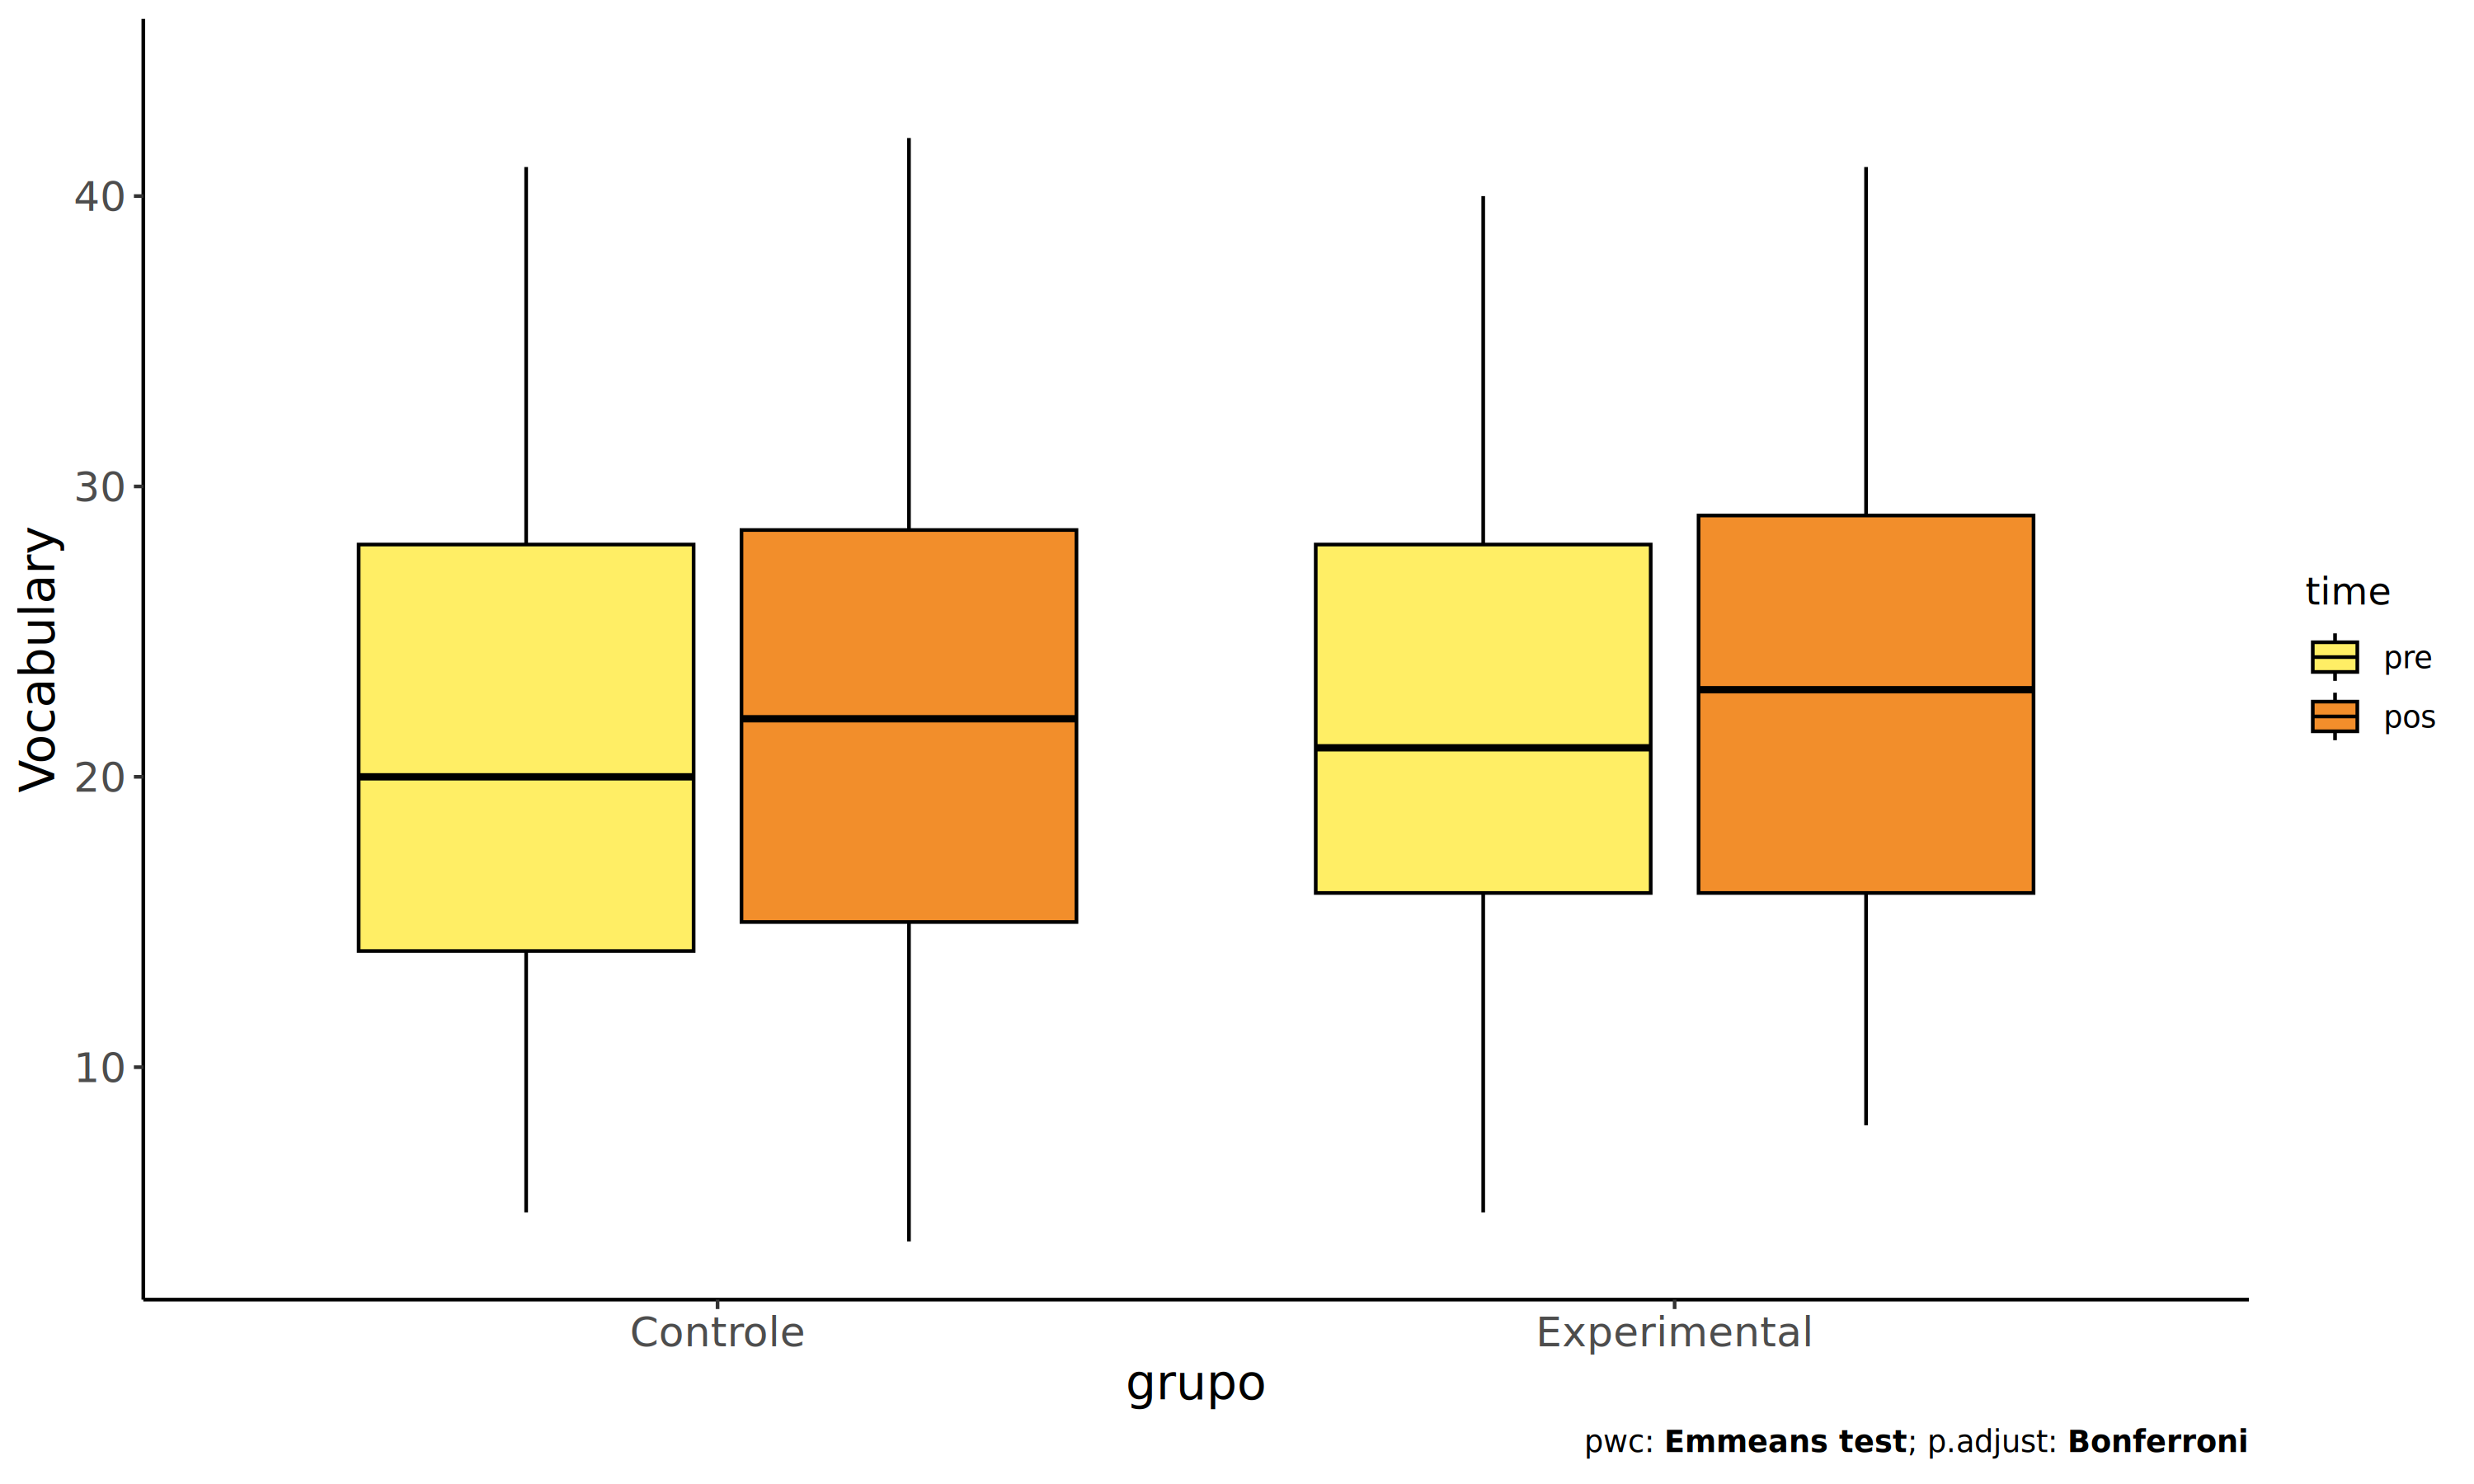 Vocabulary
40
30
20
10
Controle
Experimental
grupo
time
pre
pos
pwc: Emmeans test; p.adjust: Bonferroni